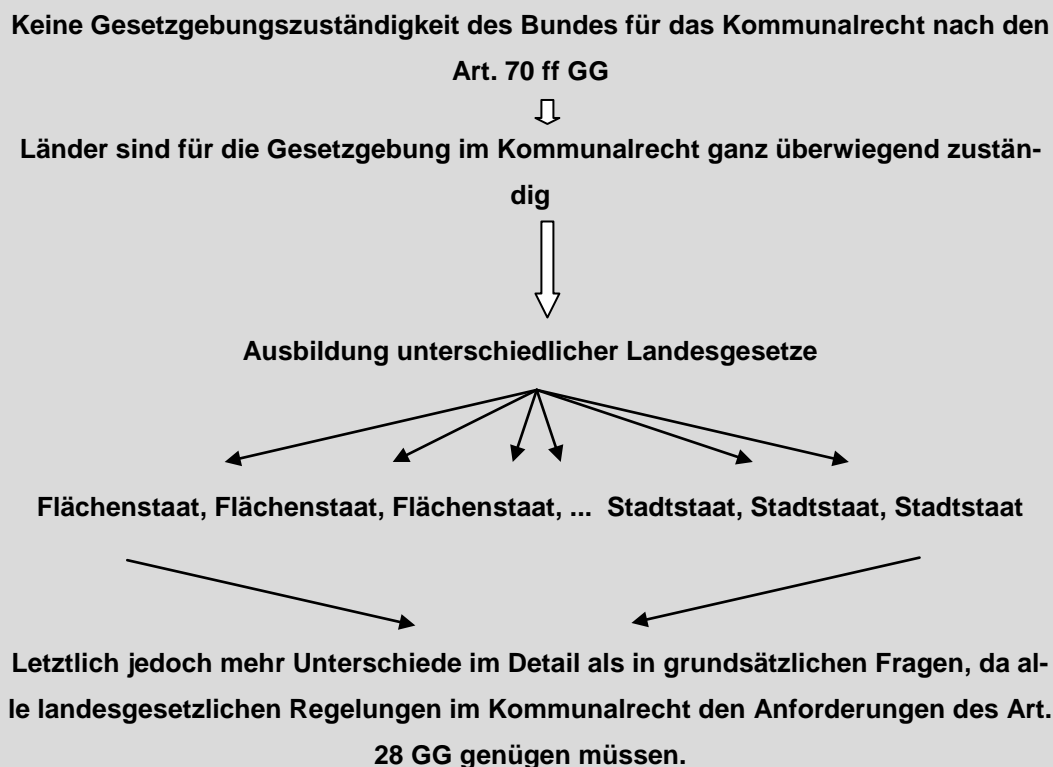 Keine Gesetzgebungszuständigkeit des Bundes für das Kommunalrecht nach den
Art. 70 ff GG
Länder sind für die Gesetzgebung im Kommunalrecht ganz überwiegend zustän-
dig
Ausbildung unterschiedlicher Landesgesetze
Flächenstaat, Flächenstaat, Flächenstaat, ... Stadtstaat, Stadtstaat, Stadtstaat
Letztlich jedoch mehr Unterschiede im Detail als in grundsätzlichen Fragen, da al-
le landesgesetzlichen Regelungen im Kommunalrecht den Anforderungen des Art.
28 GG genügen müssen.